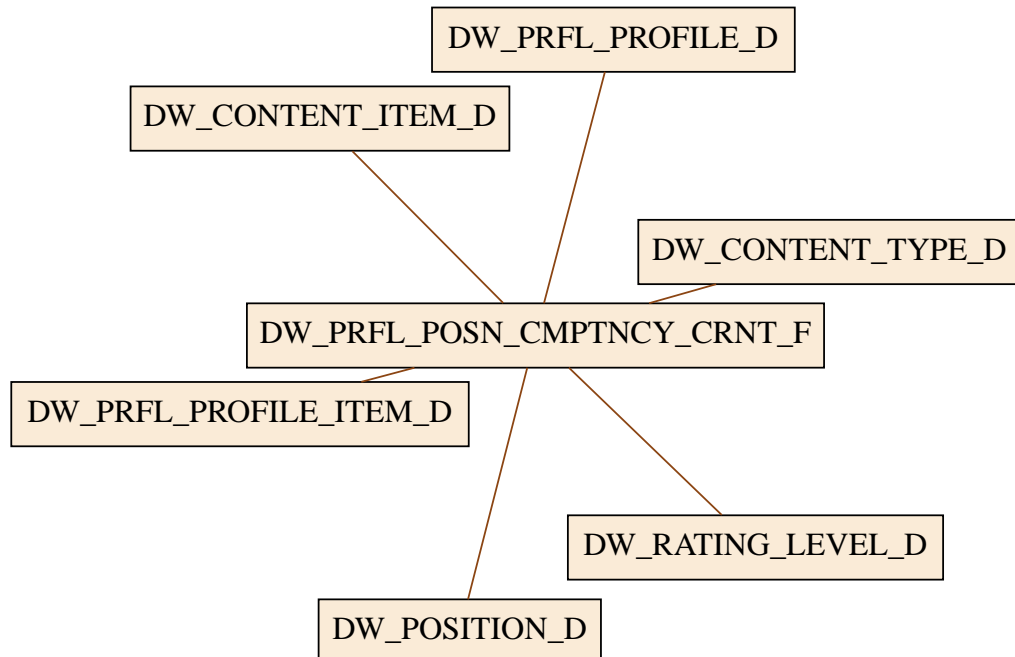 DW_PRFL_PROFILE_D
DW_CONTENT_ITEM_D
DW_CONTENT_TYPE_D
DW_PRFL_POSN_CMPTNCY_CRNT_F
DW_PRFL_PROFILE_ITEM_D
DW_RATING_LEVEL_D
DW_POSITION_D